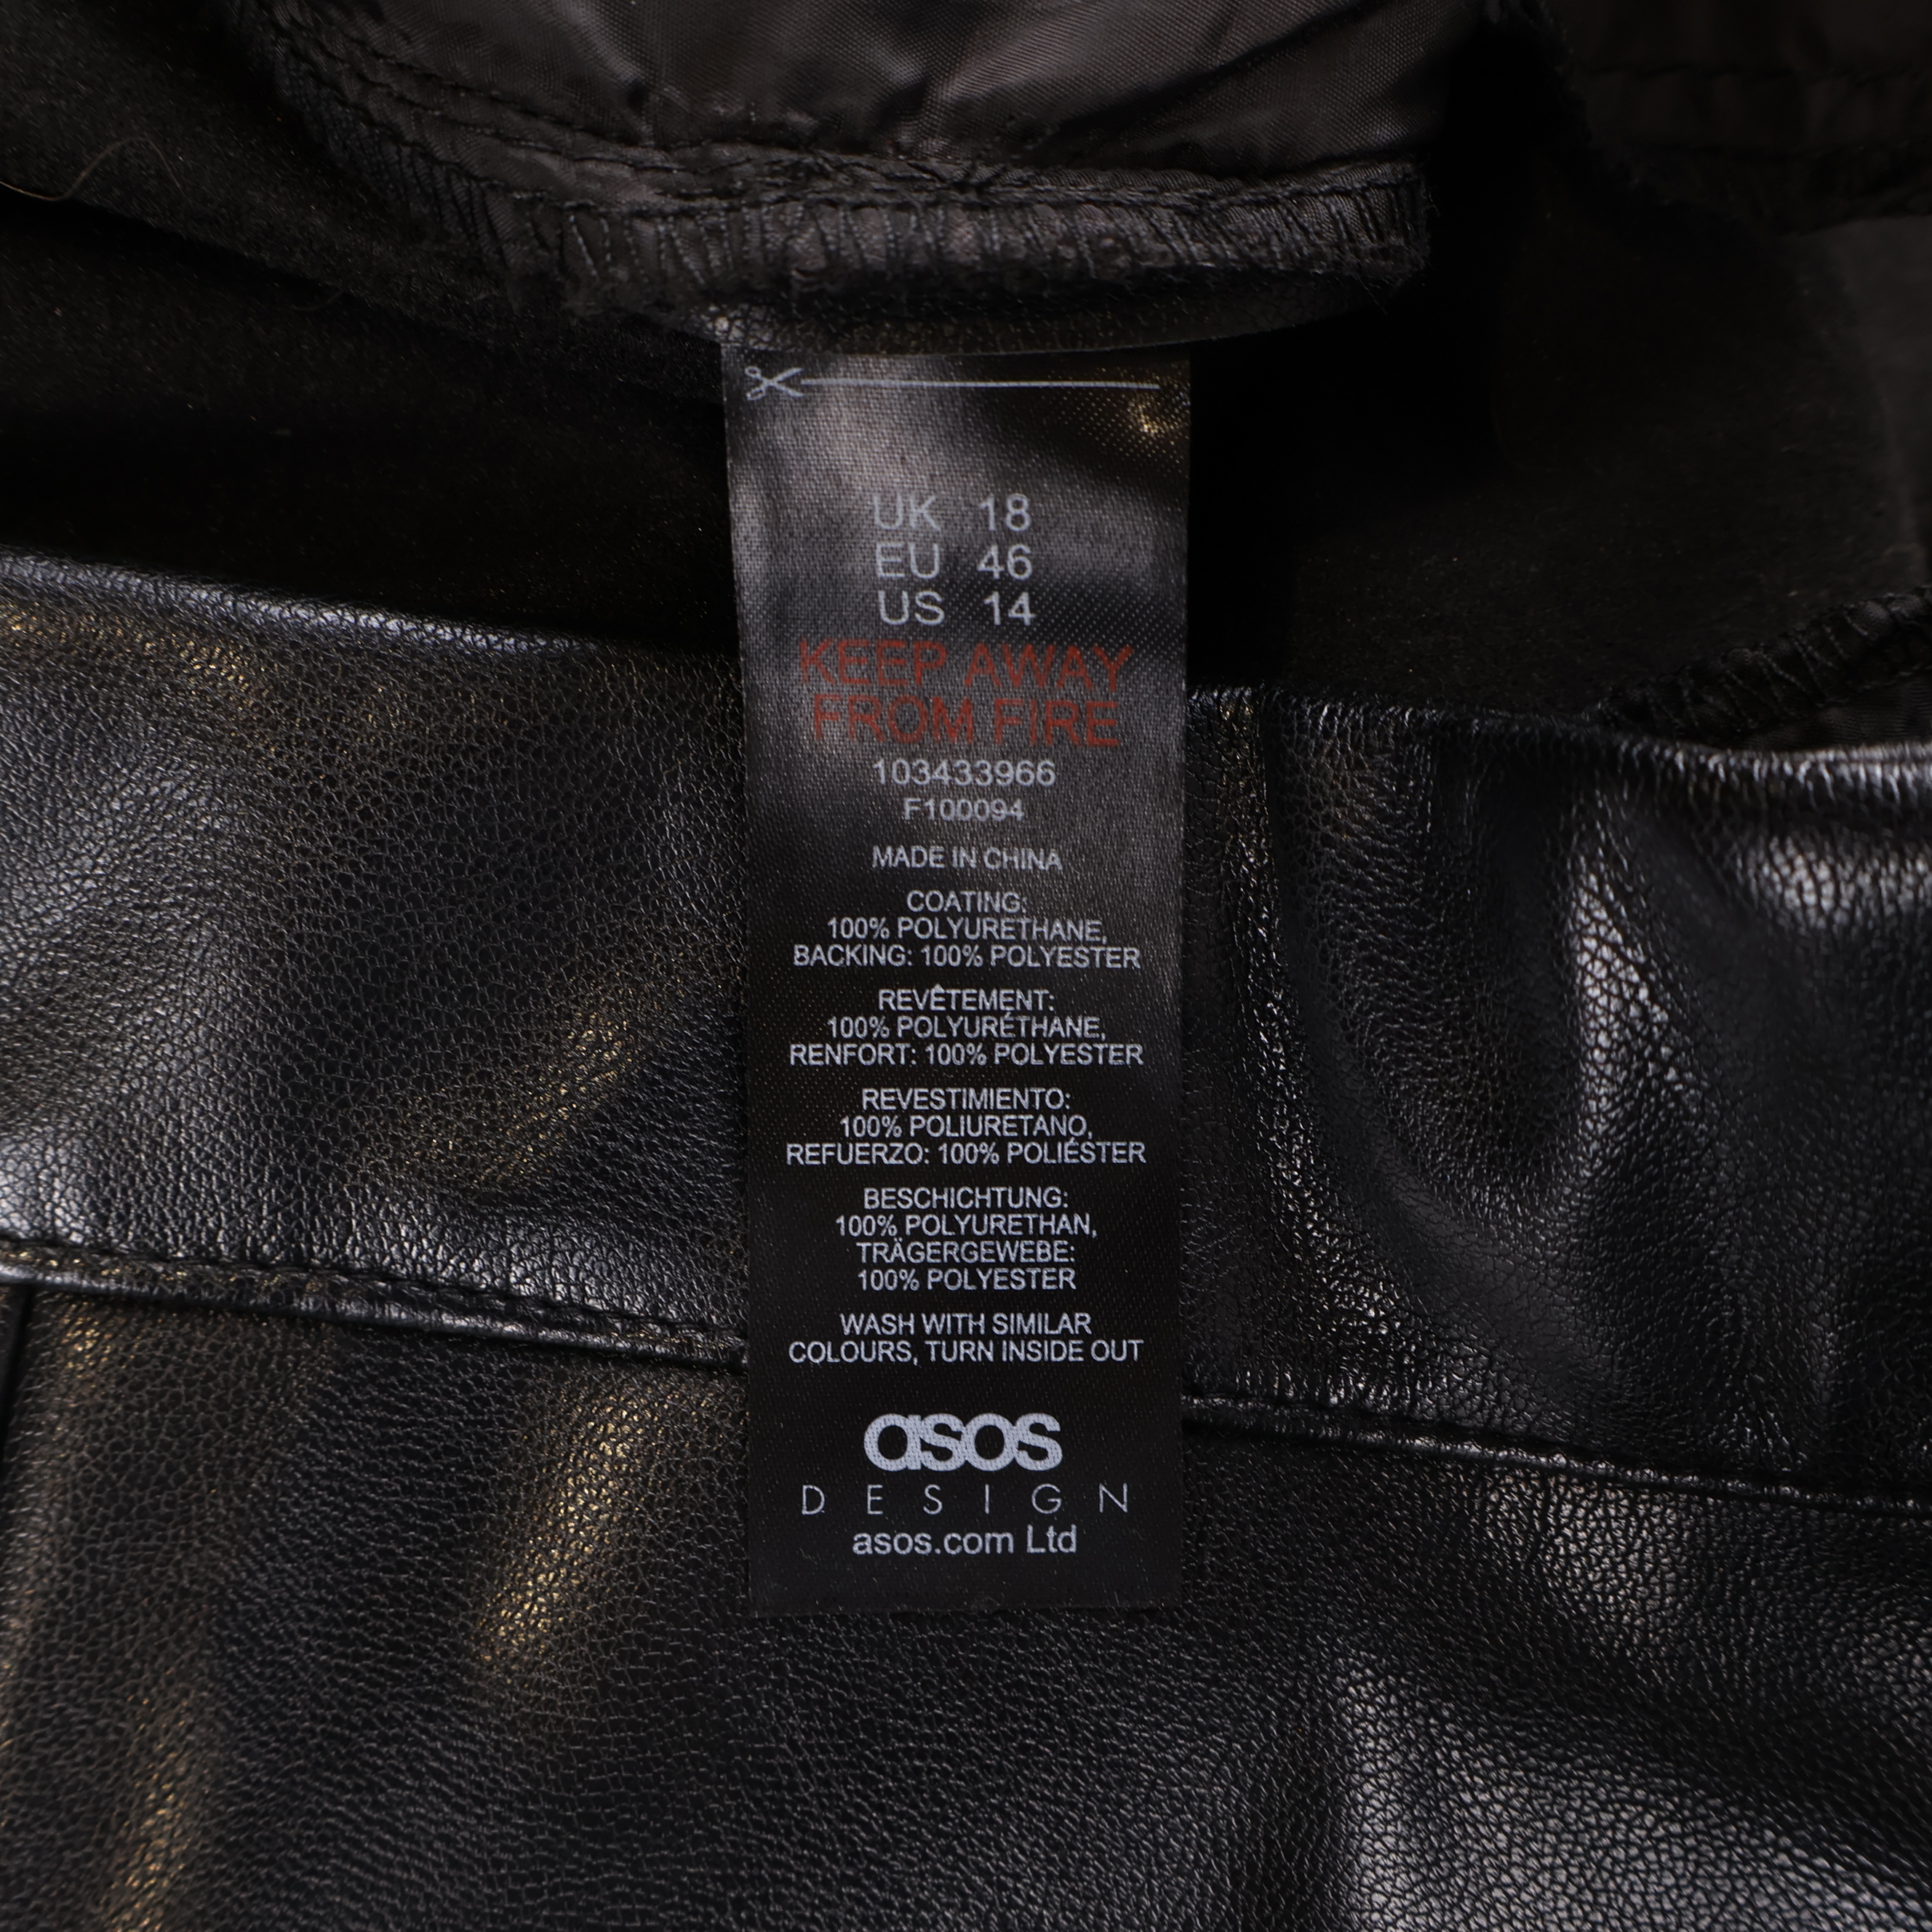 UK 18
EU 46
US 14
KEEP AWAY
FROM FIRE
103433966
F100094
MADE IN CHINA
COATING:
100% POLYURETHANE,
BACKING: 100% POLYESTER
REVÊTEMENT:
100% POLYURÉTHANE,
RENFORT: 100% POLYESTER
REVESTIMIENTO:
100% POLIURETANO,
REFUERZO: 100% POLIÉSTER
BESCHICHTUNG:
100% POLYURETHAN,
TRÄGERGEWEBE:
100% POLYESTER
WASH WITH SIMILAR
COLOURS, TURN INSIDE OUT
asos
DESIGN
asos.com Ltd